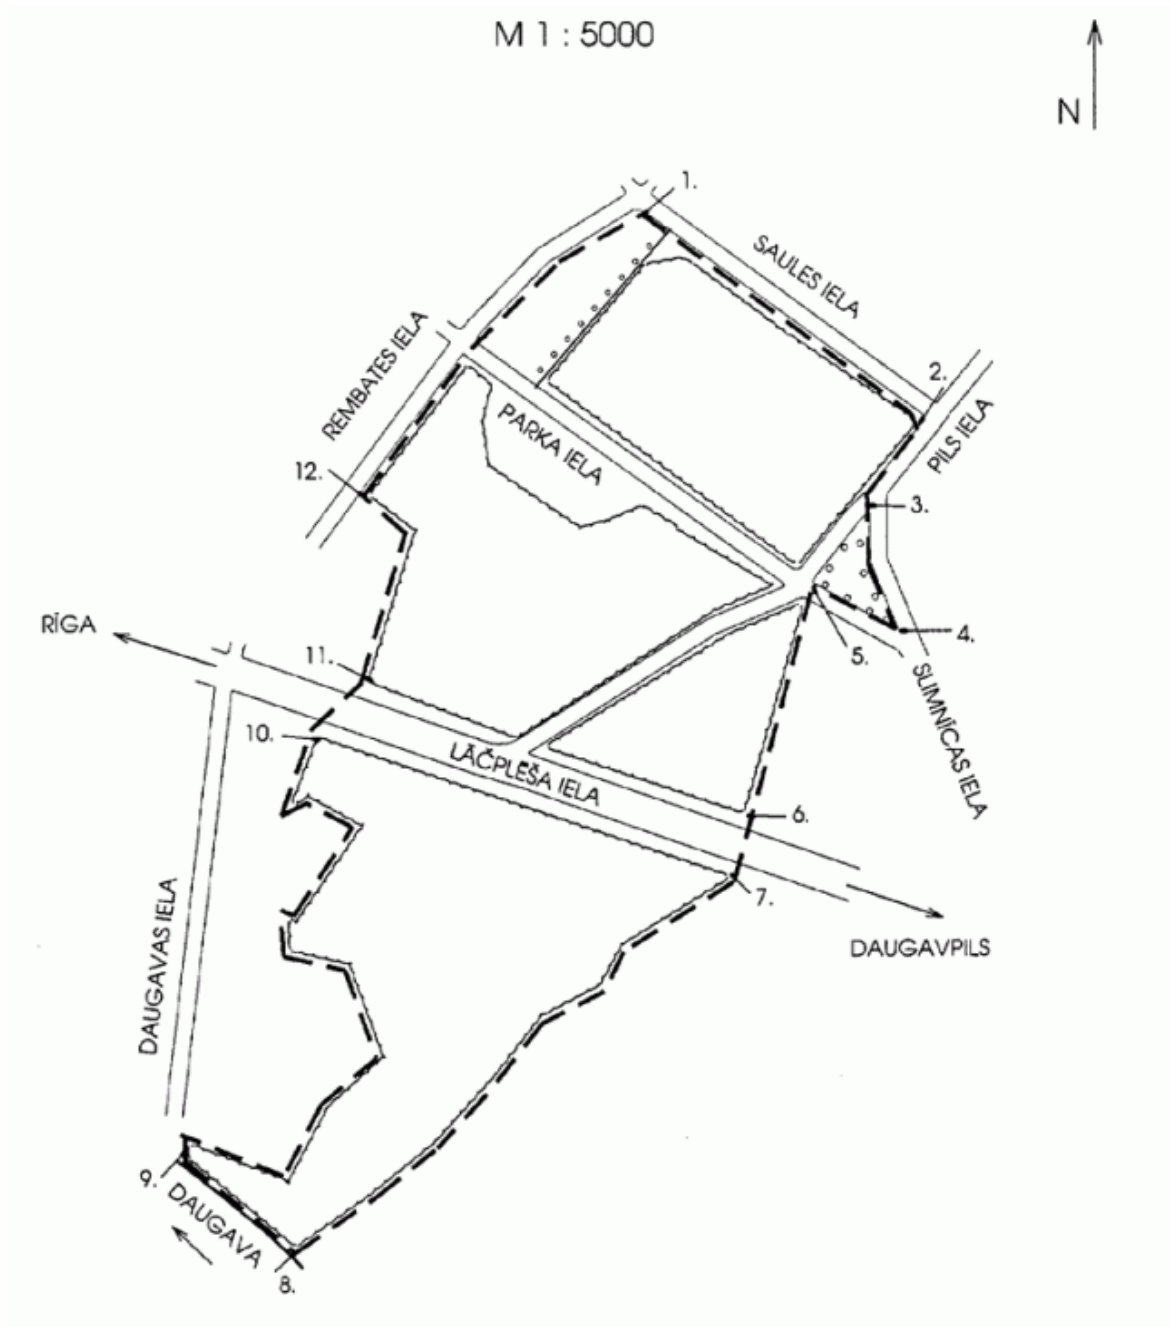 M 1 : 5000
N
1.
SAULES IELA
2.
REMBATES IELA
PILS IELA
PARKA IELA
12.
3.
RĪGA
4.
5.
11.
SLIMNĪCAS IELA
10.
LĀČPLĒŠA IELA
6.
7.
DAUGAVPILS
DAUGAVAS IELA
9.
DAUGAVA
8.